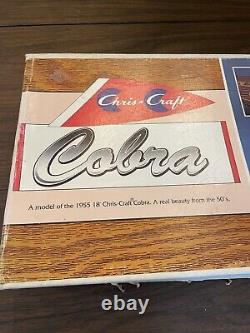 Chris-Craft
Cobra
A model of the 1955 18' Chris-Craft Cobra. A real beauty from the 50's.